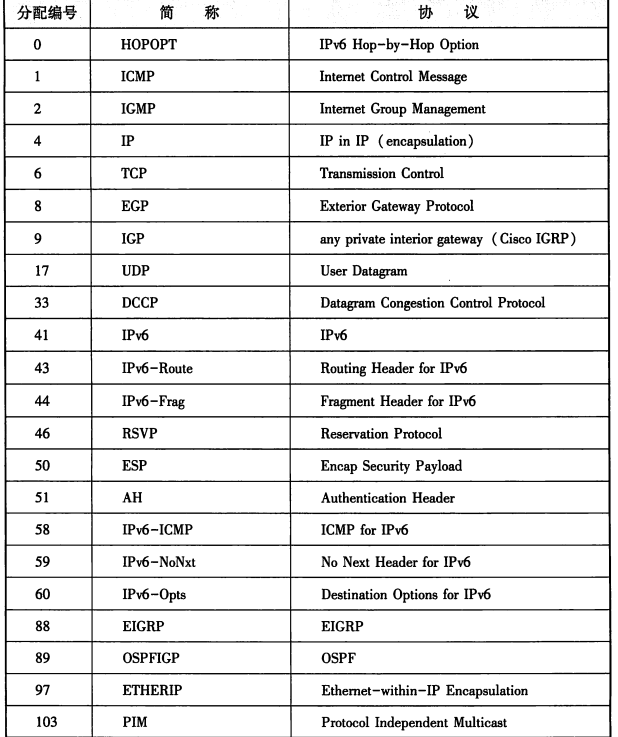 分配编号 简 称 协 议
0 HOPOPT IPv6 Hop-by-Hop Option
1 ICMP Internet Control Message
2 IGMP Internet Group Management
4 IP IP in IP (encapsulation)
6 TCP Transmission Control
8 EGP Exterior Gateway Protocol
9 IGP any private interior gateway (Cisco IGRP)
17 UDP User Datagram
33 DCCP Datagram Congestion Control Protocol
41 IPv6 IPv6
43 IPv6-Route Routing Header for IPv6
44 IPv6-Frag Fragment Header for IPv6
46 RSVP Reservation Protocol
50 ESP Encap Security Payload
51 AH Authentication Header
58 IPv6-ICMP ICMP for IPv6
59 IPv6-NoNxt No Next Header for IPv6
60 IPv6-Opts Destination Options for IPv6
88 EIGRP EIGRP
89 OSPFIGP OSPF
97 ETHERIP Ethernet-within-IP Encapsulation
103 PIM Protocol Independent Multicast